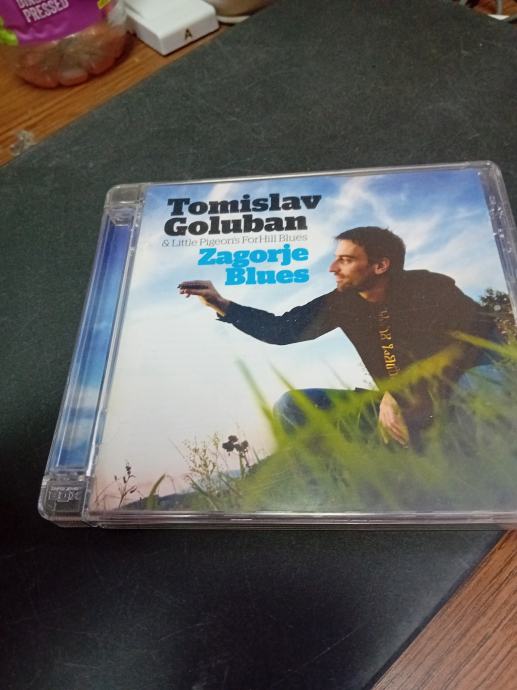 PRESSED
A
Tomislav
Goluban
& Little Pigeon's ForHill Blues
Zagorje
Blues